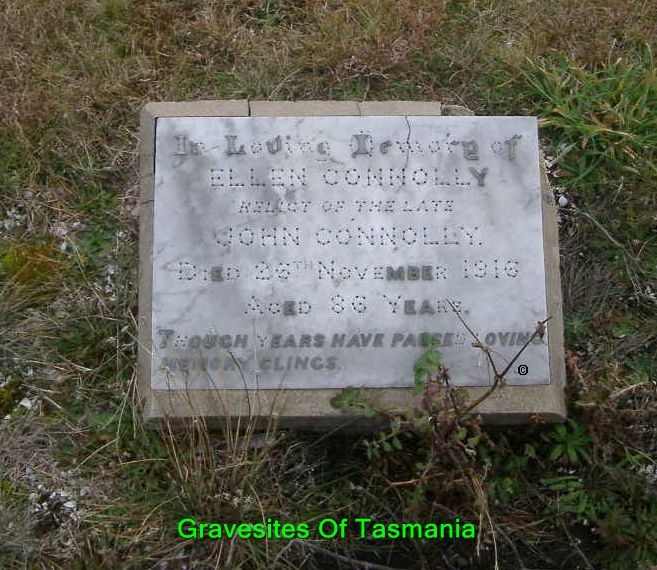 In Loving Memory of
ELLEN CONNOLLY
RELICT OF THE LATE
JOHN CONNOLLY.
DIED 26TH NOVEMBER 1916
AGED 86 YEARS.
THOUGH YEARS HAVE PASSED LOVING
MEMORY CLINGS.
©
Gravesites Of Tasmania